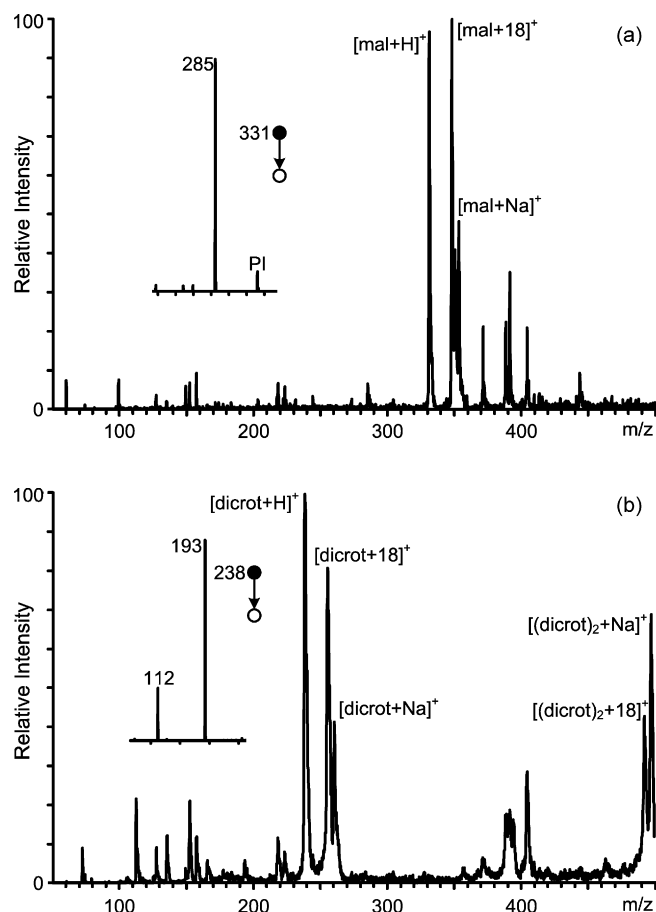 100
(a)
[mal+H]⁺
[mal+18]⁺
285
331
[mal+Na]⁺
PI
Relative Intensity
0
100
200
300
400
m/z
100
(b)
[dicrot+H]⁺
193
[dicrot+18]⁺
238
[(dicrot)₂+Na]⁺
112
[dicrot+Na]⁺
[(dicrot)₂+18]⁺
Relative Intensity
0
100
200
300
400
m/z